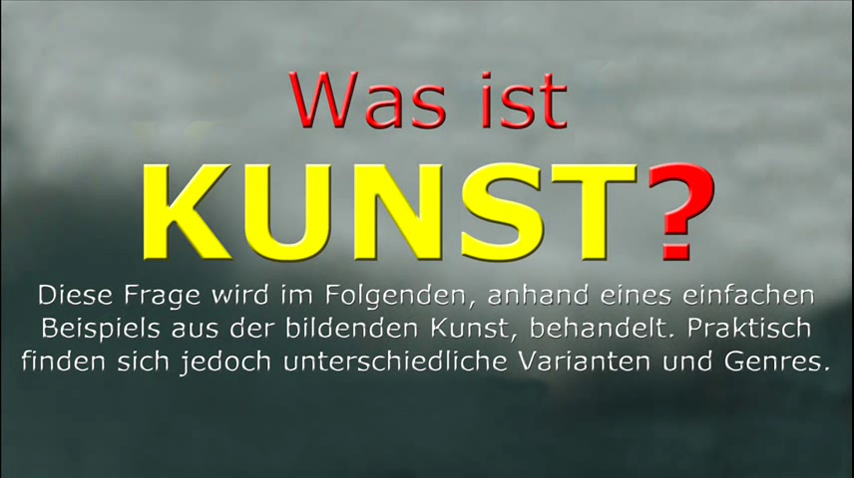 Was ist
KUNST?
Diese Frage wird im Folgenden, anhand eines einfachen
Beispiels aus der bildenden Kunst, behandelt. Praktisch
finden sich jedoch unterschiedliche Varianten und Genres.